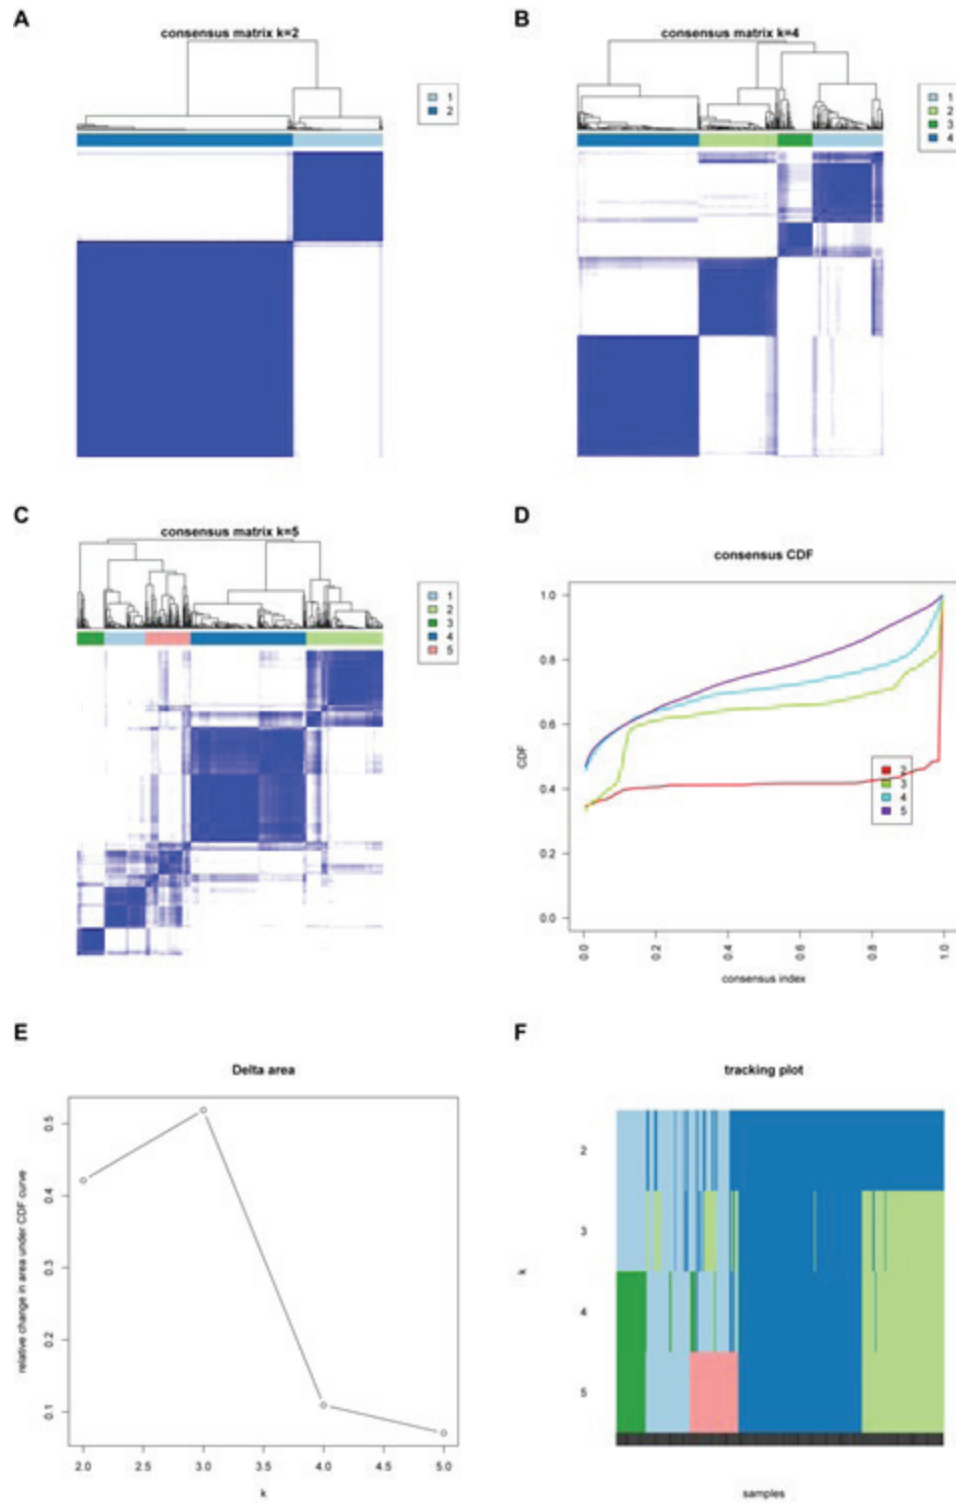 A
consensus matrix k=2
1
2
B
consensus matrix k=4
1
2
3
4
C
consensus matrix k=5
1
2
3
4
5
D
consensus CDF
CDF
1.0
0.8
0.6
0.4
0.2
0.0
2
3
4
5
0.0 0.2 0.4 0.6 0.8 1.0
consensus index
E
Delta area
relative change in area under CDF curve
0.5
0.4
0.3
0.2
0.1
2.0 2.5 3.0 3.5 4.0 4.5 5.0
k
F
tracking plot
k
2
3
4
5
samples